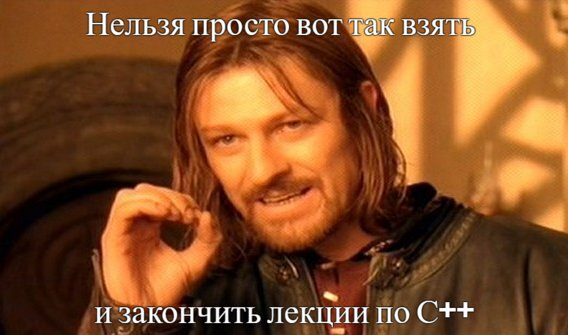 Нельзя просто вот так взять
и закончить лекции по С++